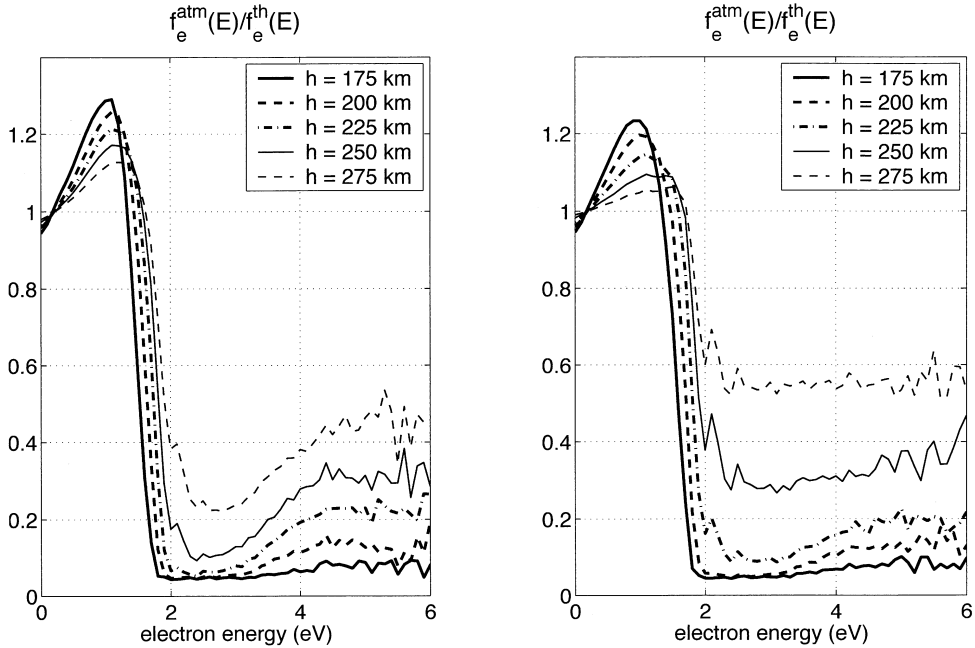 f_e^atm(E)/f_e^th(E)
h = 175 km
h = 200 km
h = 225 km
h = 250 km
h = 275 km
1.2
1
0.8
0.6
0.4
0.2
0
0 2 4 6
electron energy (eV)
f_e^atm(E)/f_e^th(E)
h = 175 km
h = 200 km
h = 225 km
h = 250 km
h = 275 km
1.2
1
0.8
0.6
0.4
0.2
0
0 2 4 6
electron energy (eV)